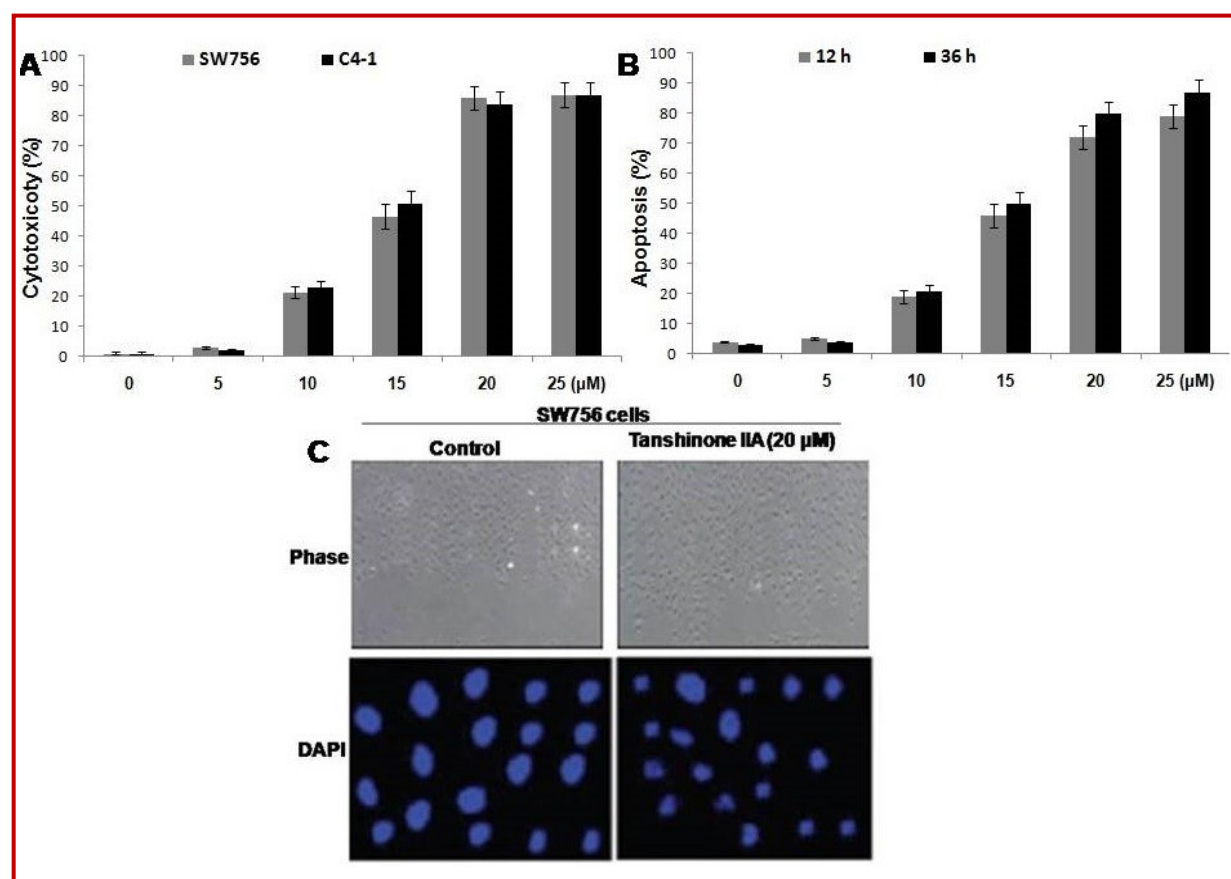 A
Cytotoxicoty (%)
100
90
80
70
60
50
40
30
20
10
0
SW756 C4-1
0 5 10 15 20 25 (µM)
B
Apoptosis (%)
100
90
80
70
60
50
40
30
20
10
0
12 h 36 h
0 5 10 15 20 25 (µM)
C
SW756 cells
Control Tanshinone IIA (20 µM)
Phase
DAPI